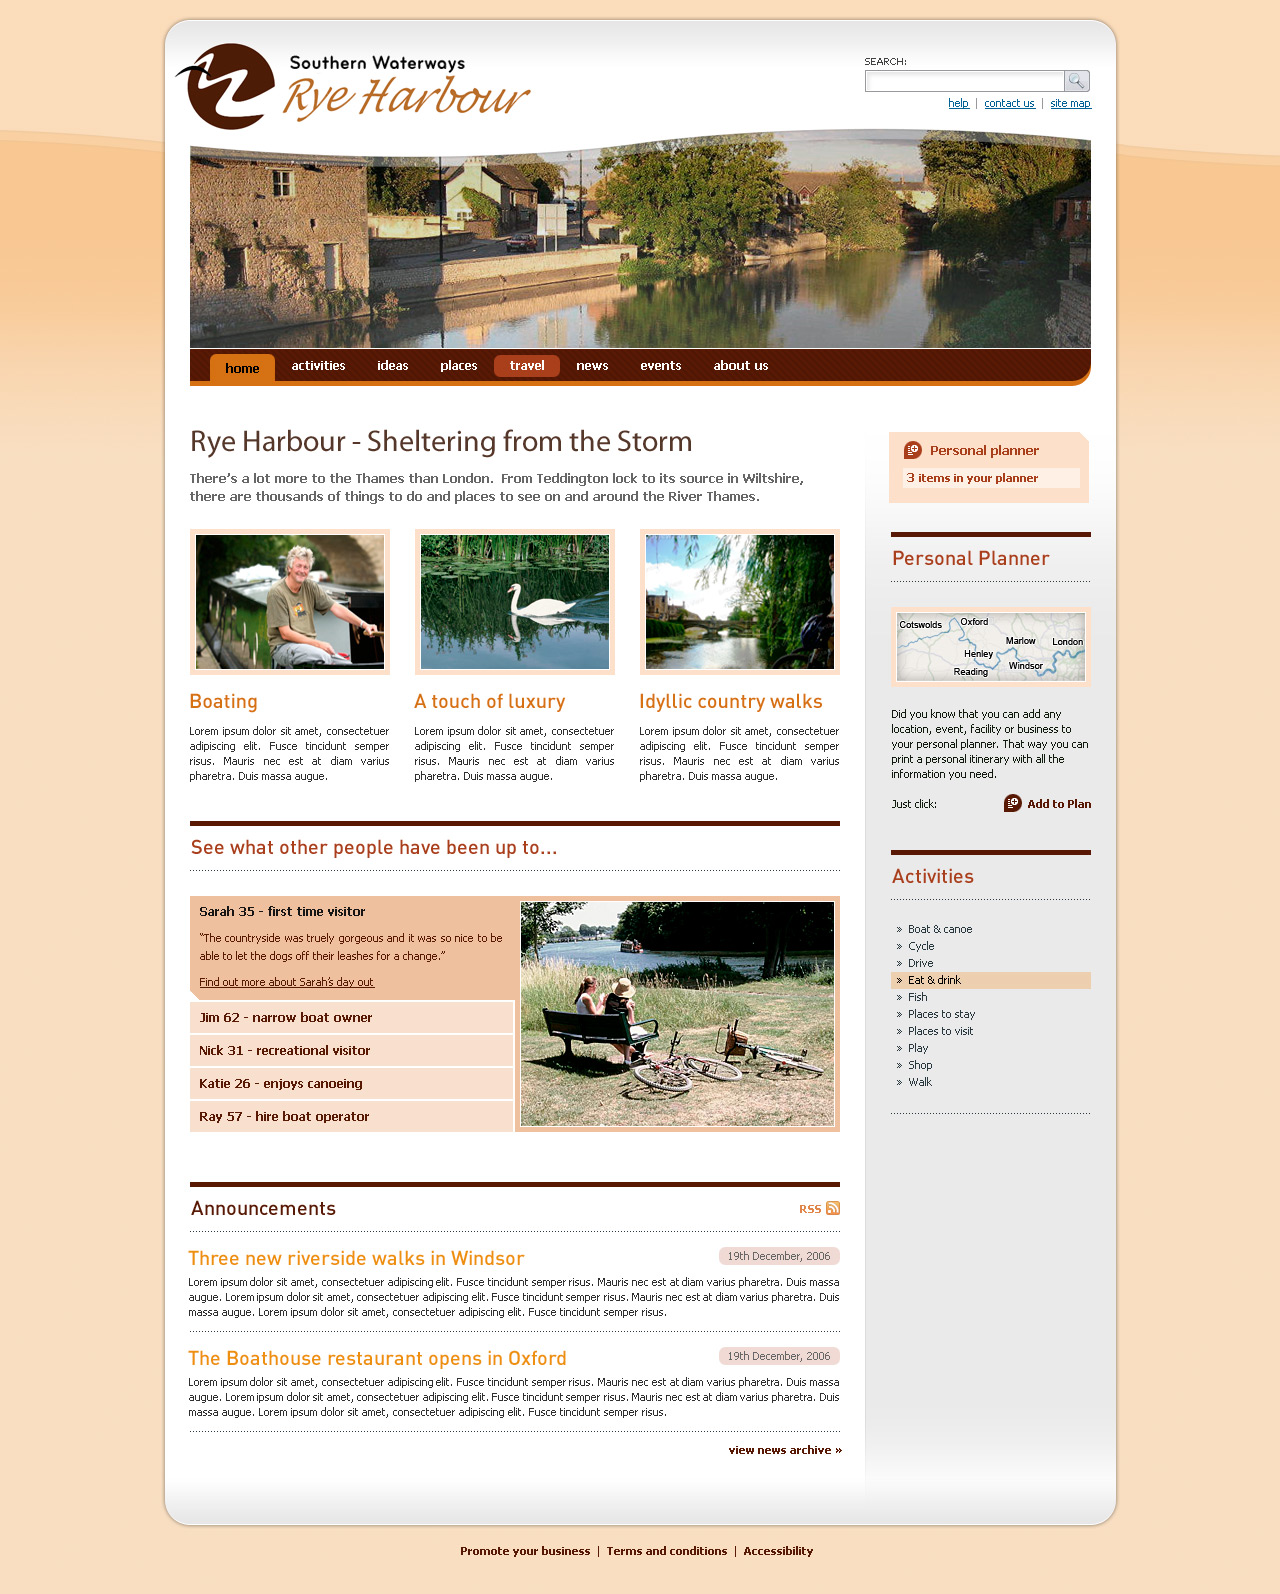 Southern Waterways
Rye Harbour
SEARCH:
help | contact us | site map
home activities ideas places travel news events about us
Rye Harbour - Sheltering from the Storm
There's a lot more to the Thames than London. From Teddington lock to its source in Wiltshire,
there are thousands of things to do and places to see on and around the River Thames.
Boating
Lorem ipsum dolor sit amet, consectetuer
adipiscing elit. Fusce tincidunt semper
risus. Mauris nec est at diam varius
pharetra. Duis massa augue.
A touch of luxury
Lorem ipsum dolor sit amet, consectetuer
adipiscing elit. Fusce tincidunt semper
risus. Mauris nec est at diam varius
pharetra. Duis massa augue.
Idyllic country walks
Lorem ipsum dolor sit amet, consectetuer
adipiscing elit. Fusce tincidunt semper
risus. Mauris nec est at diam varius
pharetra. Duis massa augue.
See what other people have been up to...
Sarah 35 - first time visitor
"The countryside was truely gorgeous and it was so nice to be
able to let the dogs off their leashes for a change."
Find out more about Sarah's day out
Jim 62 - narrow boat owner
Nick 31 - recreational visitor
Katie 26 - enjoys canoeing
Ray 57 - hire boat operator
Announcements
RSS
Three new riverside walks in Windsor
19th December, 2006
Lorem ipsum dolor sit amet, consectetuer adipiscing elit. Fusce tincidunt semper risus. Mauris nec est at diam varius pharetra. Duis massa
augue. Lorem ipsum dolor sit amet, consectetuer adipiscing elit. Fusce tincidunt semper risus. Mauris nec est at diam varius pharetra. Duis
massa augue. Lorem ipsum dolor sit amet, consectetuer adipiscing elit. Fusce tincidunt semper risus.
The Boathouse restaurant opens in Oxford
19th December, 2006
Lorem ipsum dolor sit amet, consectetuer adipiscing elit. Fusce tincidunt semper risus. Mauris nec est at diam varius pharetra. Duis massa
augue. Lorem ipsum dolor sit amet, consectetuer adipiscing elit. Fusce tincidunt semper risus. Mauris nec est at diam varius pharetra. Duis
massa augue. Lorem ipsum dolor sit amet, consectetuer adipiscing elit. Fusce tincidunt semper risus.
view news archive »
Personal planner
3 items in your planner
Personal Planner
Cotswolds
Oxford
Marlow
London
Henley
Windsor
Reading
Did you know that you can add any
location, event, facility or business to
your personal planner. That way you can
print a personal itinerary with all the
information you need.
Just click: Add to Plan
Activities
» Boat & canoe
» Cycle
» Drive
» Eat & drink
» Fish
» Places to stay
» Places to visit
» Play
» Shop
» Walk
Promote your business | Terms and conditions | Accessibility